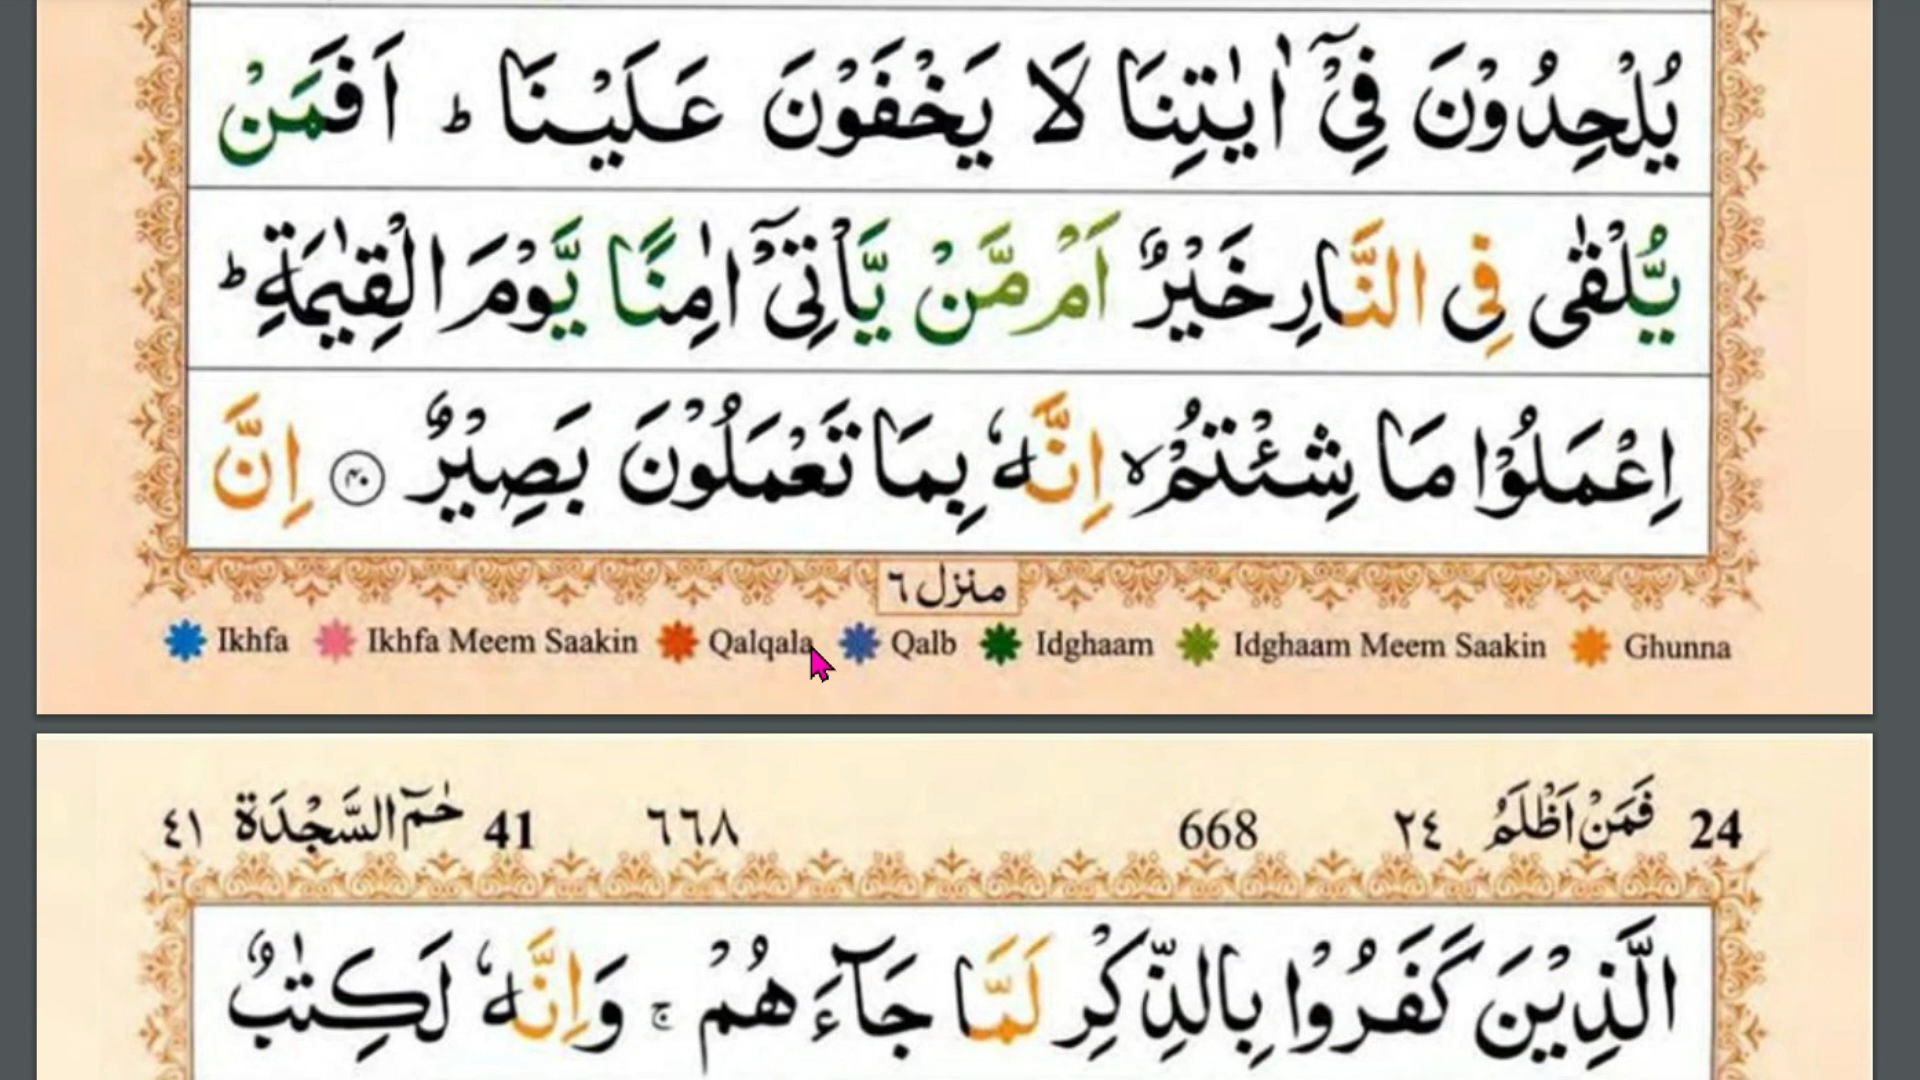 يُلْحِدُوْنَ فِىْۤ اٰيٰتِنَا لَا يَخْفَوْنَ عَلَيْنَا ؕ اَفَمَنْ
يُّلْقٰى فِى النَّارِ خَيْرٌ اَمْ مَّنْ يَّاْتِىْۤ اٰمِنًا يَّوْمَ الْقِيٰمَةِ ؕ
اِعْمَلُوْا مَا شِئْتُمْ ۙ اِنَّهٗ بِمَا تَعْمَلُوْنَ بَصِيْرٌ ۝۴۰ اِنَّ
منزل ٦
Ikhfa Ikhfa Meem Saakin Qalqala Qalb Idghaam Idghaam Meem Saakin Ghunna
24 فَمَنْ اَظْلَمُ ٢٤ 668 ٦٦٨ 41 حٰمٓ السَّجْدَة ٤١
الَّذِيْنَ كَفَرُوْا بِالذِّكْرِ لَمَّا جَآءَهُمْ ۚ وَاِنَّهٗ لَكِتٰبٌ